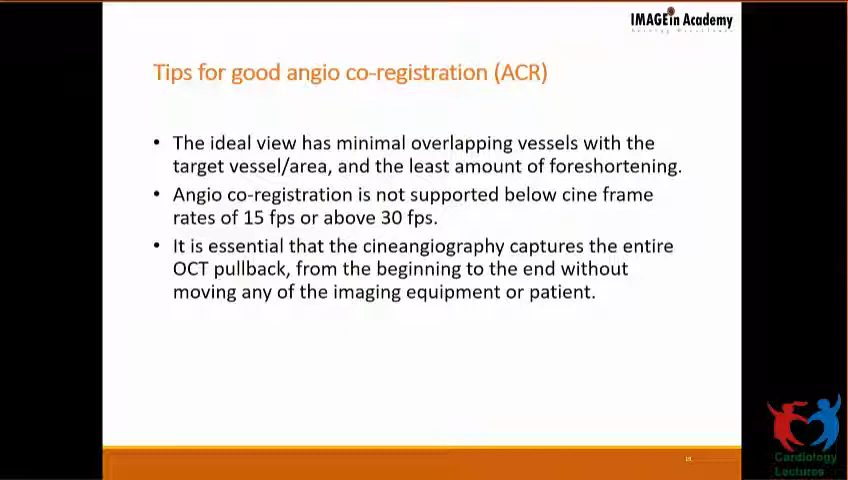 IMAGEin Academy
Tips for good angio co-registration (ACR)
• The ideal view has minimal overlapping vessels with the
target vessel/area, and the least amount of foreshortening.
• Angio co-registration is not supported below cine frame
rates of 15 fps or above 30 fps.
• It is essential that the cineangiography captures the entire
OCT pullback, from the beginning to the end without
moving any of the imaging equipment or patient.
Cardiology
Lectures